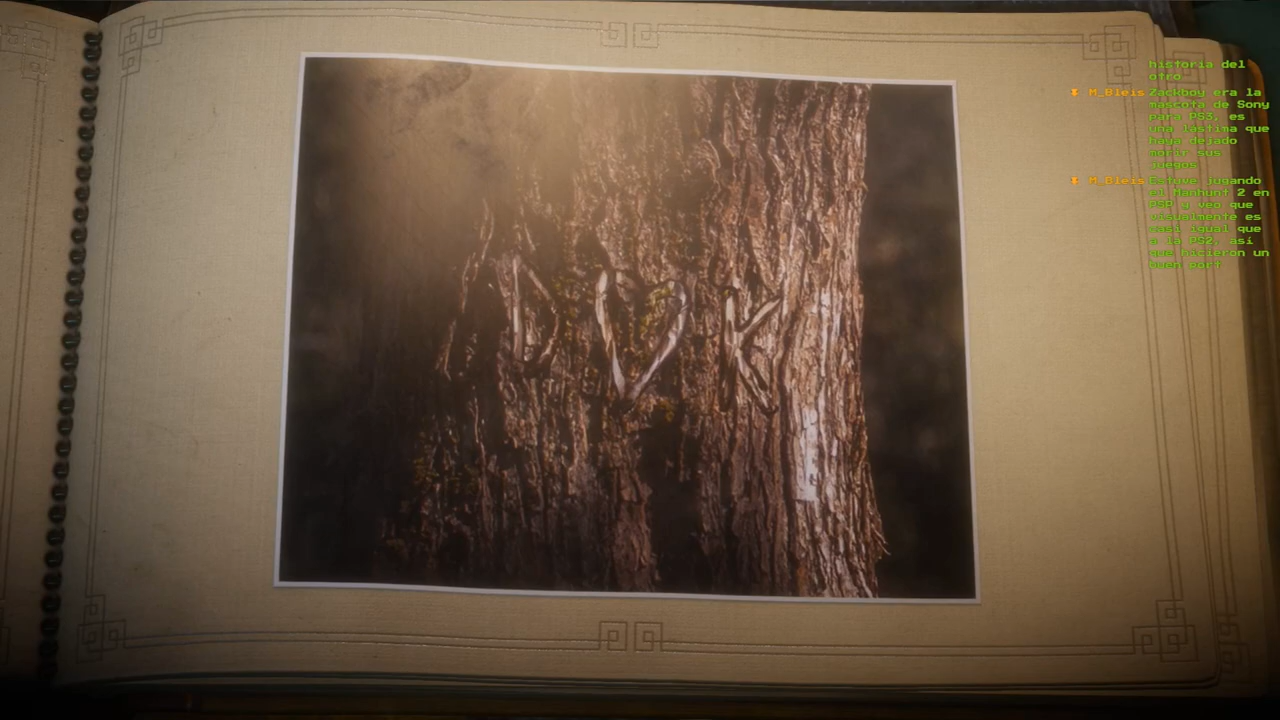 D ♥ K
historia del
otro
M_Bleis Zackboy era la
mascota de Sony
para PS3, es
una lastima que
haya dejado
morir sus
juegos
M_Bleis Estuve jugando
el Manhunt 2 en
PSP y veo que
visualmente es
casi igual que
a la PS2, asi
que hicieron un
buen port